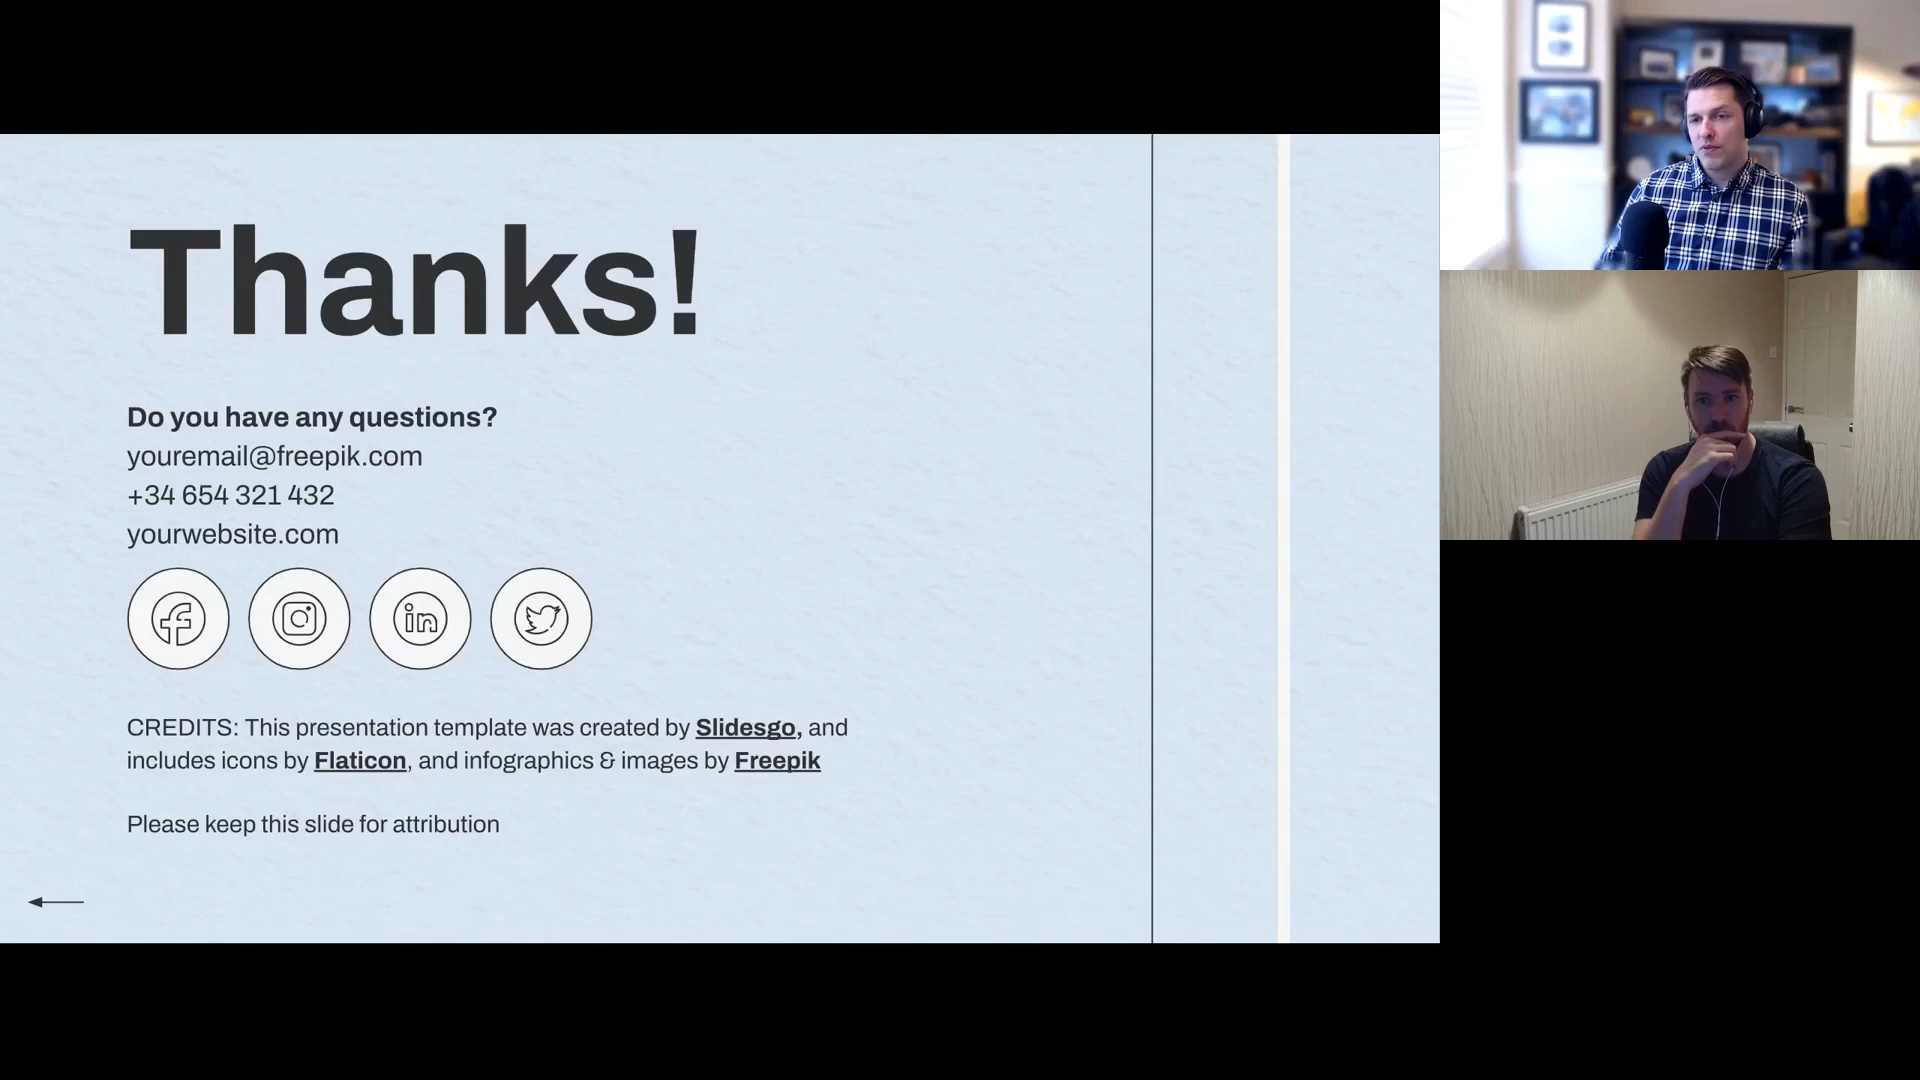 Thanks!
Do you have any questions?
youremail@freepik.com
+34 654 321 432
yourwebsite.com
CREDITS: This presentation template was created by Slidesgo, and
includes icons by Flaticon, and infographics & images by Freepik
Please keep this slide for attribution